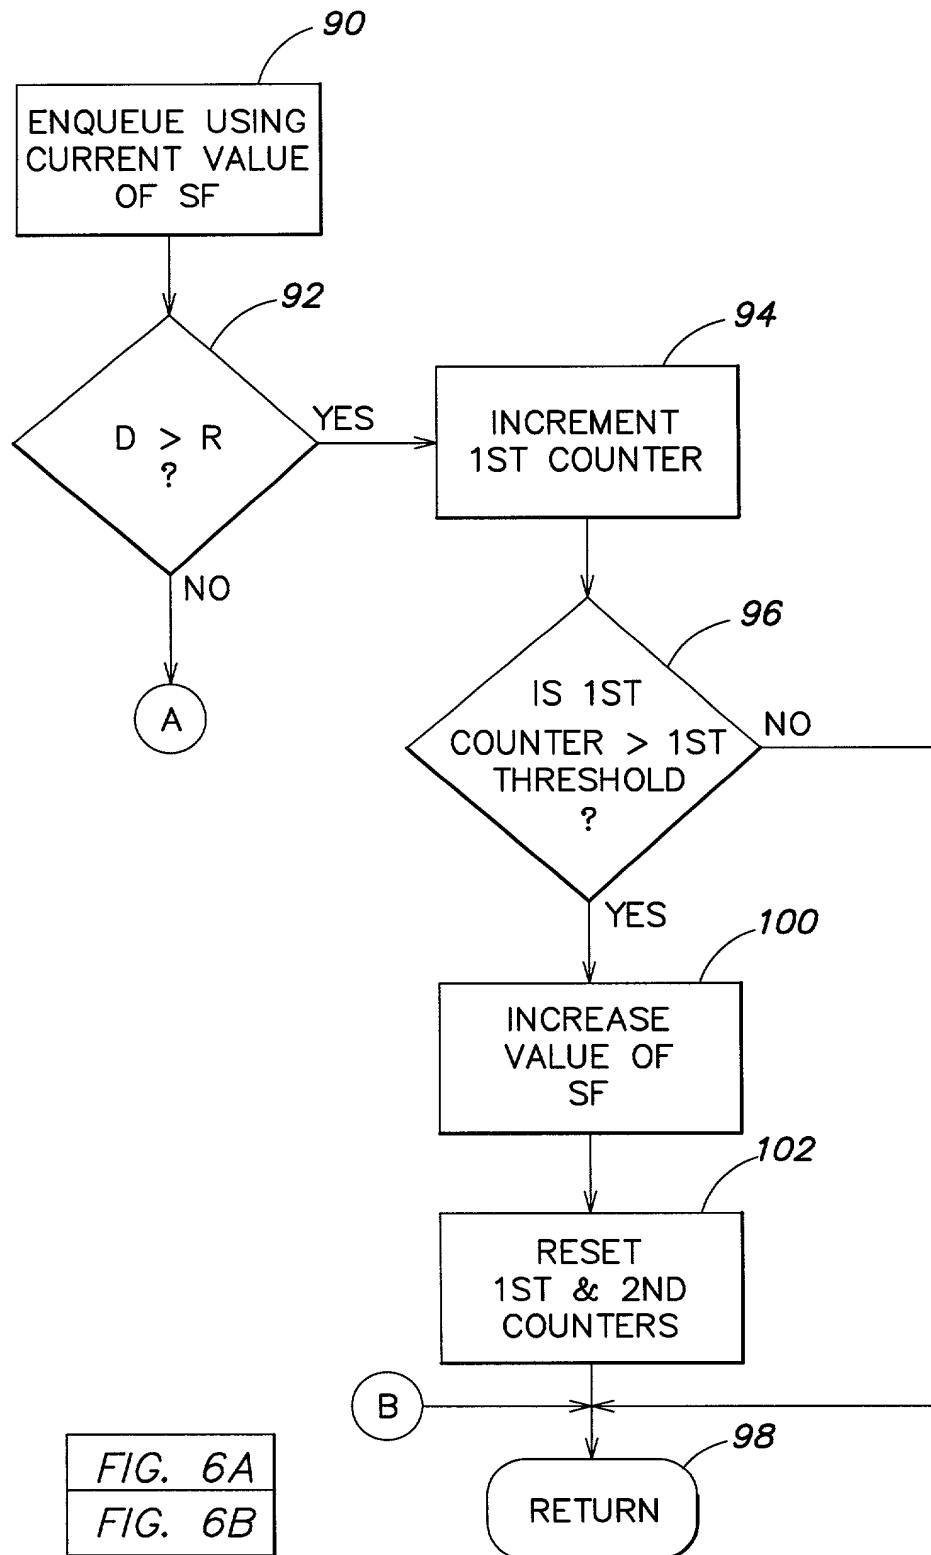 90
ENQUEUE USING
CURRENT VALUE
OF SF
92
D > R
?
YES
NO
A
94
INCREMENT
1ST COUNTER
96
IS 1ST
COUNTER > 1ST
THRESHOLD
?
NO
YES
100
INCREASE
VALUE OF
SF
102
RESET
1ST & 2ND
COUNTERS
B
98
RETURN
FIG. 6A
FIG. 6B